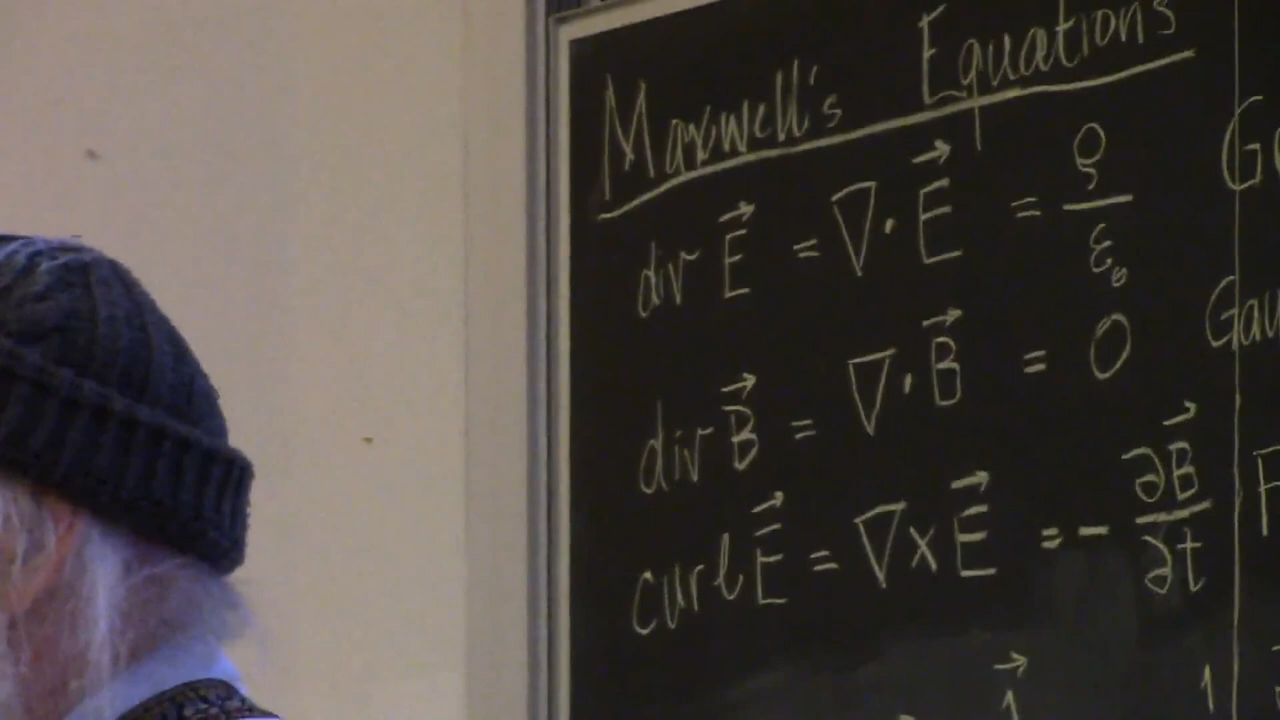 Maxwell's Equations
div E⃗ = ∇·E⃗ = ρ/ε₀
div B⃗ = ∇·B⃗ = 0
curl E⃗ = ∇×E⃗ = -∂B⃗/∂t